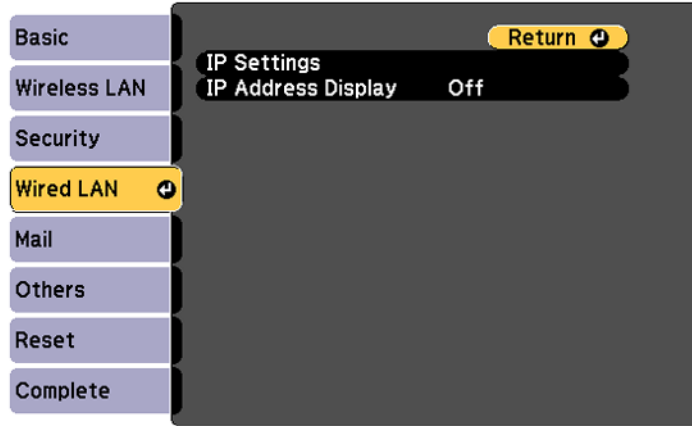 Basic
Wireless LAN
Security
Wired LAN
Mail
Others
Reset
Complete
Return
IP Settings
IP Address Display Off